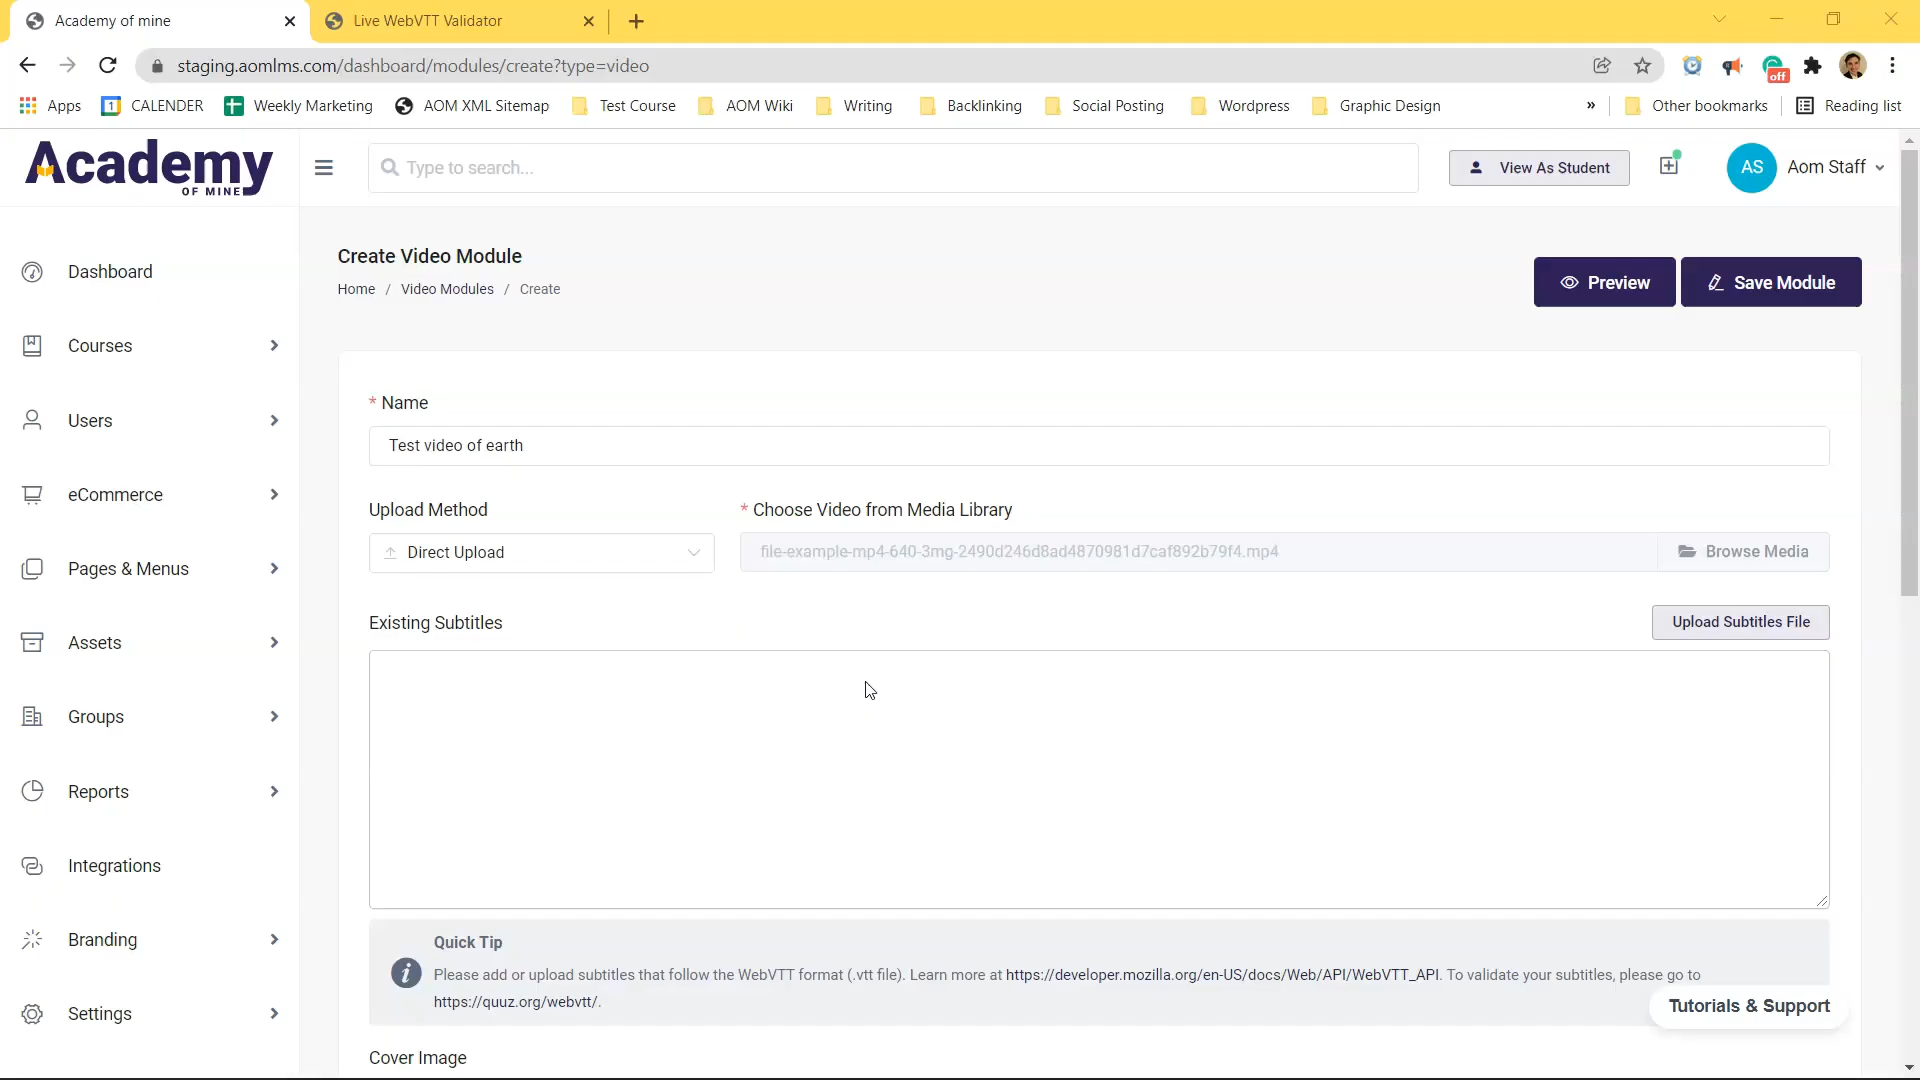 Academy of mine
Live WebVTT Validator
staging.aomlms.com/dashboard/modules/create?type=video
off
Apps
1
CALENDER
Weekly Marketing
AOM XML Sitemap
Test Course
AOM Wiki
Writing
Backlinking
Social Posting
Wordpress
Graphic Design
»
Other bookmarks
Reading list
Academy
OF MINE
Type to search...
View As Student
AS
Aom Staff
Dashboard
Courses
Users
eCommerce
Pages & Menus
Assets
Groups
Reports
Integrations
Branding
Settings
Create Video Module
Home / Video Modules / Create
Preview
Save Module
* Name
Test video of earth
Upload Method
* Choose Video from Media Library
Direct Upload
file-example-mp4-640-3mg-2490d246d8ad4870981d7caf892b79f4.mp4
Browse Media
Existing Subtitles
Upload Subtitles File
Quick Tip
Please add or upload subtitles that follow the WebVTT format (.vtt file). Learn more at https://developer.mozilla.org/en-US/docs/Web/API/WebVTT_API. To validate your subtitles, please go to
https://quuz.org/webvtt/.
Tutorials & Support
Cover Image